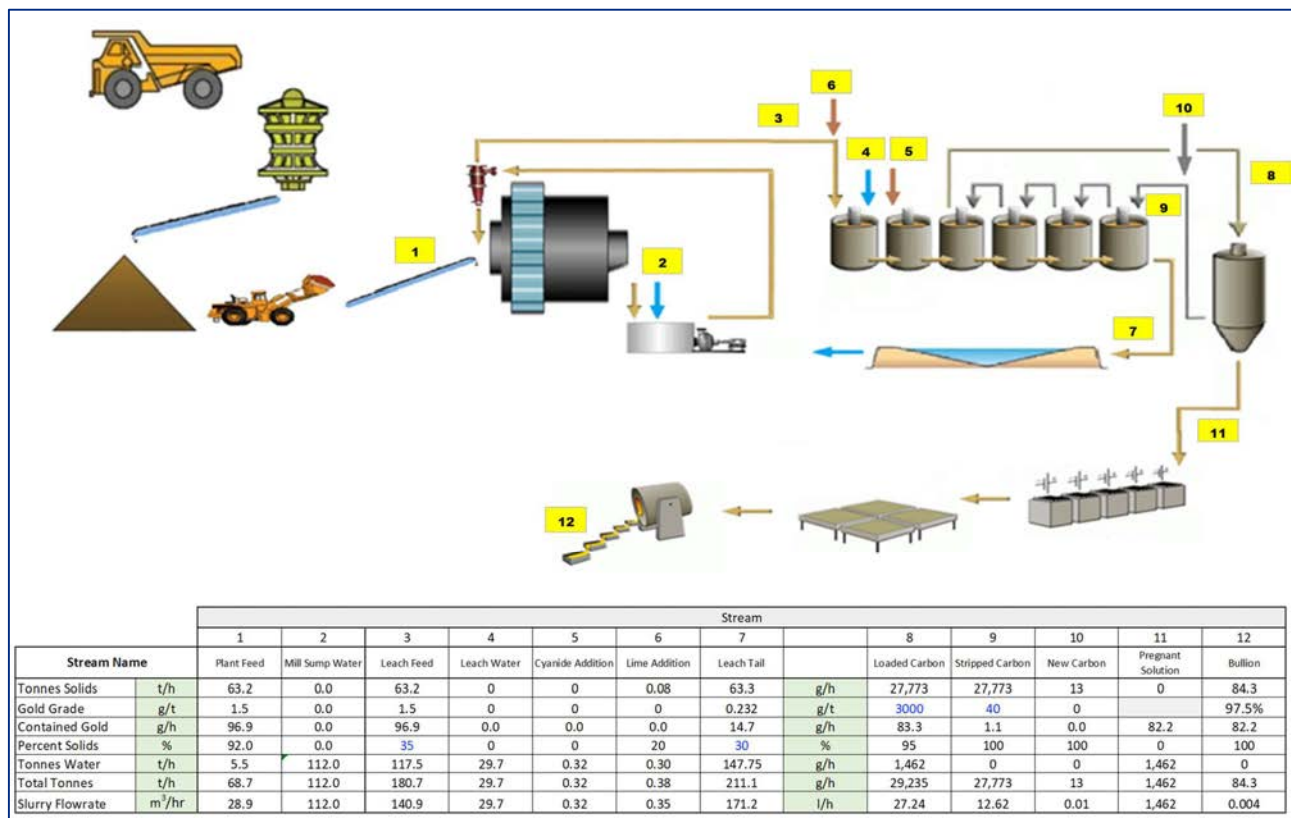 6
3
10
4
5
8
9
1
2
7
11
12
Stream
1 2 3 4 5 6 7 8 9 10 11 12
Stream Name Plant Feed Mill Sump Water Leach Feed Leach Water Cyanide Addition Lime Addition Leach Tail Loaded Carbon Stripped Carbon New Carbon Pregnant Solution Bullion
Tonnes Solids t/h 63.2 0.0 63.2 0 0 0.08 63.3 g/h 27,773 27,773 13 0 84.3
Gold Grade g/t 1.5 0.0 1.5 0 0 0 0.232 g/t 3000 40 0 97.5%
Contained Gold g/h 96.9 0.0 96.9 0.0 0.0 0.0 14.7 g/h 83.3 1.1 0.0 82.2 82.2
Percent Solids % 92.0 0.0 35 0 0 20 30 % 95 100 100 0 100
Tonnes Water t/h 5.5 112.0 117.5 29.7 0.32 0.30 147.75 g/h 1,462 0 0 1,462 0
Total Tonnes t/h 68.7 112.0 180.7 29.7 0.32 0.38 211.1 g/h 29,235 27,773 13 1,462 84.3
Slurry Flowrate m³/hr 28.9 112.0 140.9 29.7 0.32 0.35 171.2 l/h 27.24 12.62 0.01 1,462 0.004